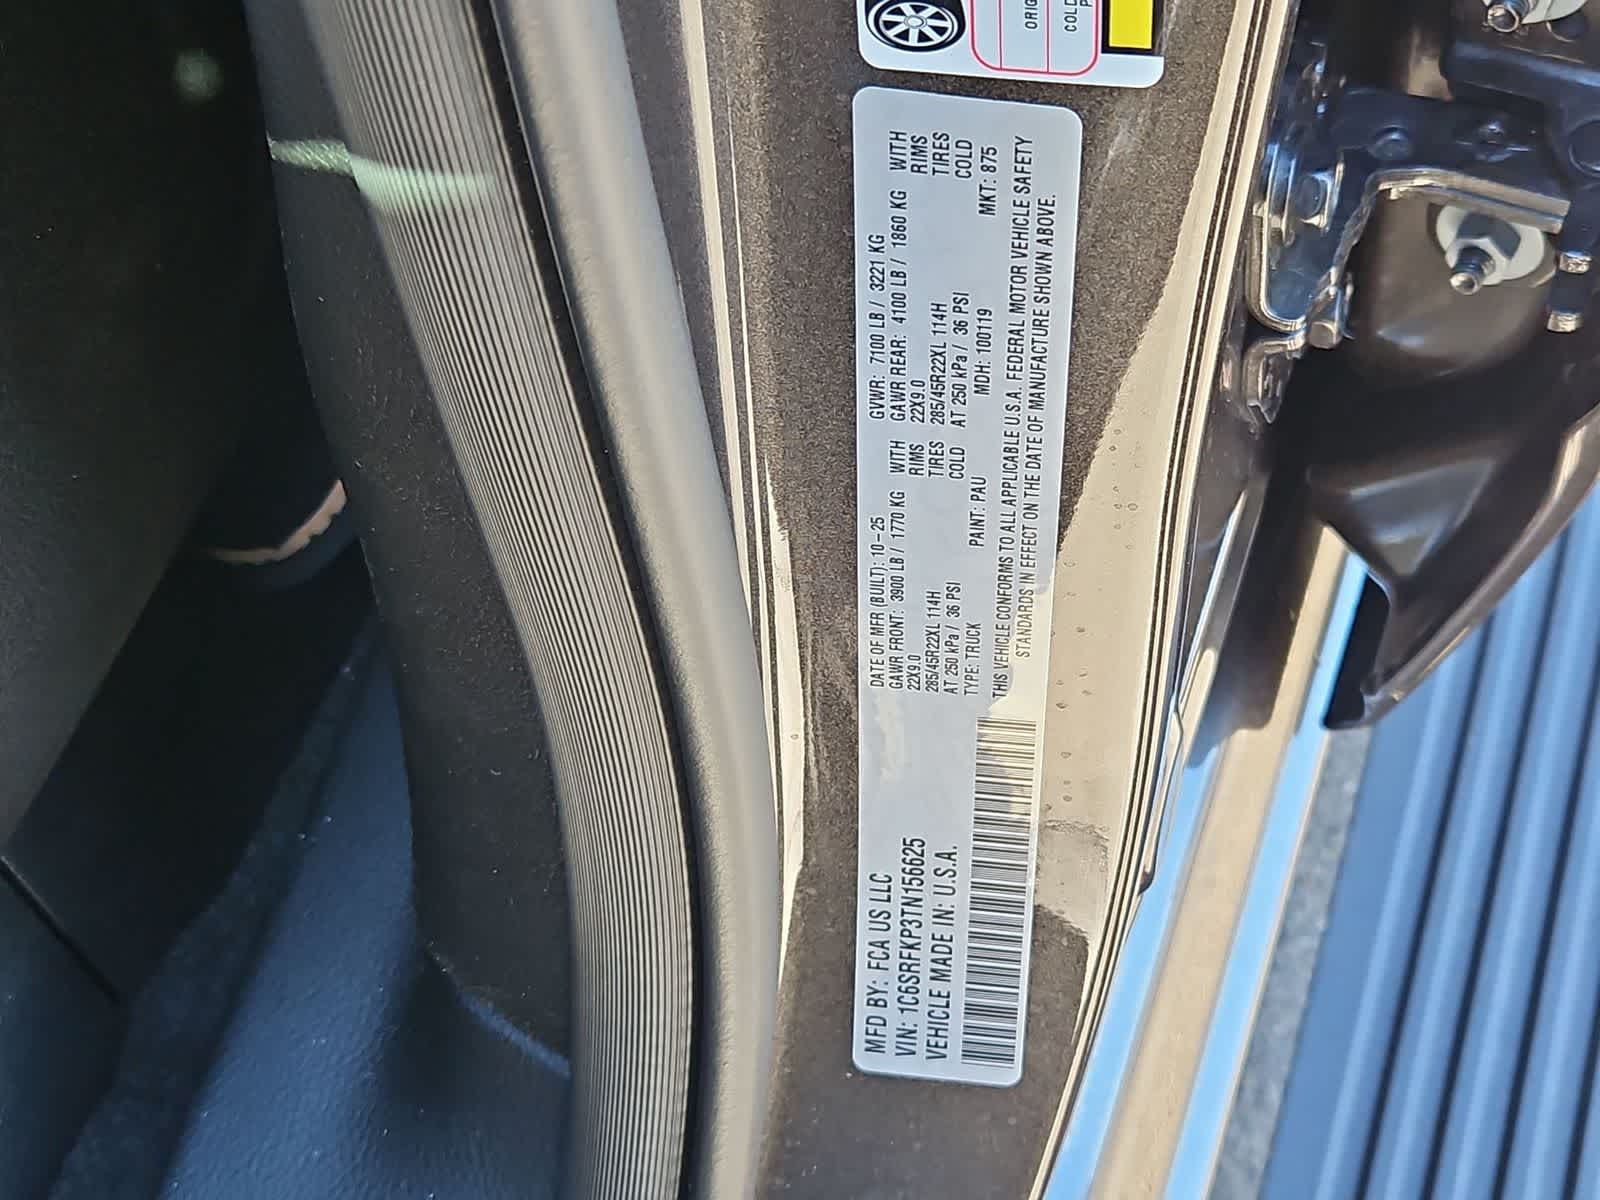 ORIG
COLD
MFD BY: FCA US LLC
VIN: 1C6SRFKP3TN156625
VEHICLE MADE IN: U.S.A.
DATE OF MFR (BUILT): 10-25 GVWR: 7100 LB / 3221 KG
GAWR FRONT: 3900 LB / 1770 KG WITH GAWR REAR: 4100 LB / 1860 KG WITH
22X9.0 RIMS 22X9.0 RIMS
285/45R22XL 114H TIRES 285/45R22XL 114H TIRES
AT 250 kPa / 36 PSI COLD AT 250 kPa / 36 PSI COLD
TYPE: TRUCK PAINT: PAU MDH: 100119 MKT: 875
THIS VEHICLE CONFORMS TO ALL APPLICABLE U.S.A. FEDERAL MOTOR VEHICLE SAFETY
STANDARDS IN EFFECT ON THE DATE OF MANUFACTURE SHOWN ABOVE.